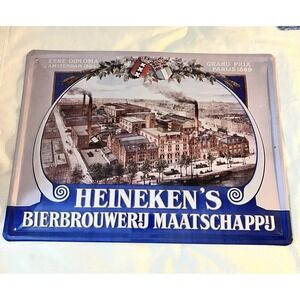 EERE DIPLOMA
AMSTERDAM 1883
GRAND PRIX
PARIJS 1889
HEINEKEN'S
BIERBROUWERIJ MAATSCHAPPIJ